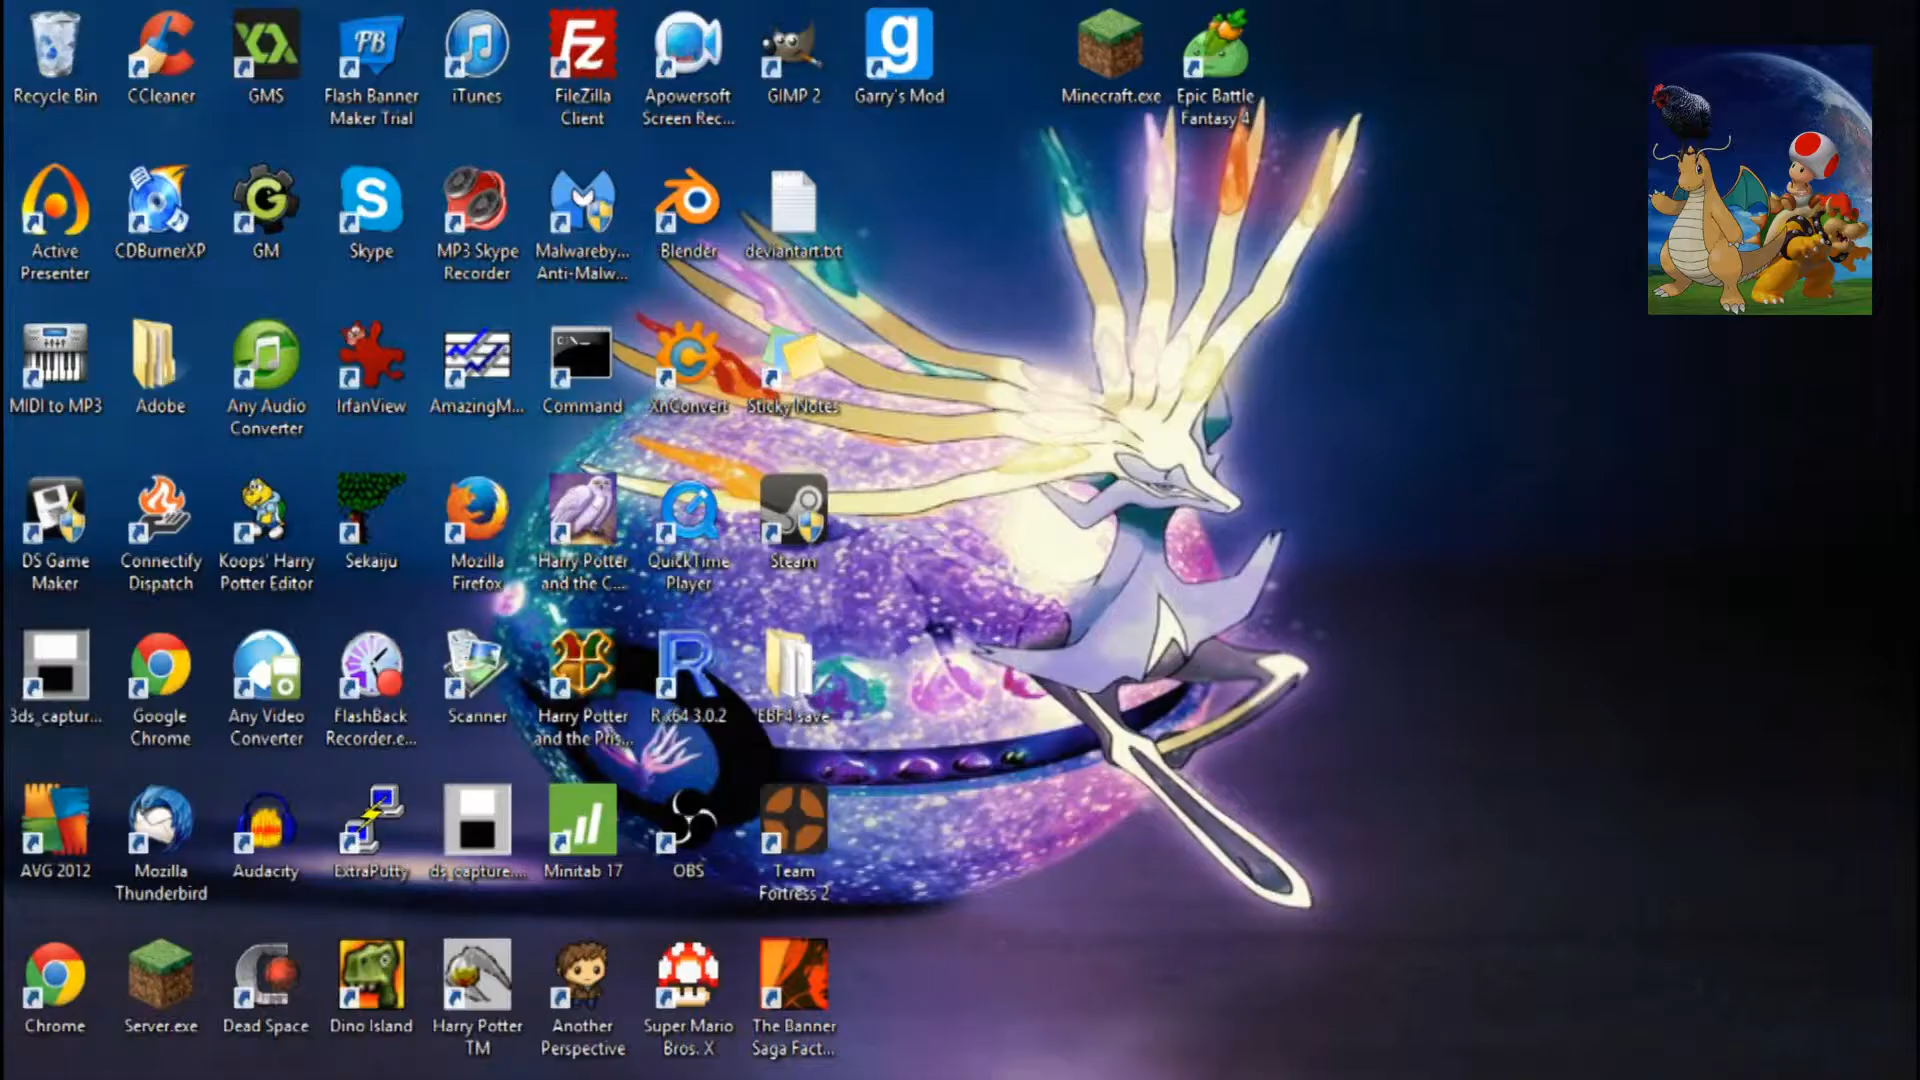 Recycle Bin
CCleaner
GMS
Flash Banner
Maker Trial
iTunes
FileZilla
Client
Apowersoft
Screen Rec...
GIMP 2
Garry's Mod
Minecraft.exe
Epic Battle
Fantasy 4
Active
Presenter
CDBurnerXP
GM
Skype
MP3 Skype
Recorder
Malwareby...
Anti-Malw...
Blender
deviantart.txt
MIDI to MP3
Adobe
Any Audio
Converter
IrfanView
AmazingM...
Command
XnConvert
Sticky Notes
DS Game
Maker
Connectify
Dispatch
Koops' Harry
Potter Editor
Sekaiju
Mozilla
Firefox
Harry Potter
and the C...
QuickTime
Player
Steam
3ds_captur...
Google
Chrome
Any Video
Converter
FlashBack
Recorder.e...
Scanner
Harry Potter
and the Pris...
R x64 3.0.2
EBF4 save
AVG 2012
Mozilla
Thunderbird
Audacity
ExtraPutty
ds_capture....
Minitab 17
OBS
Team
Fortress 2
Chrome
Server.exe
Dead Space
Dino Island
Harry Potter
TM
Another
Perspective
Super Mario
Bros. X
The Banner
Saga Fact...